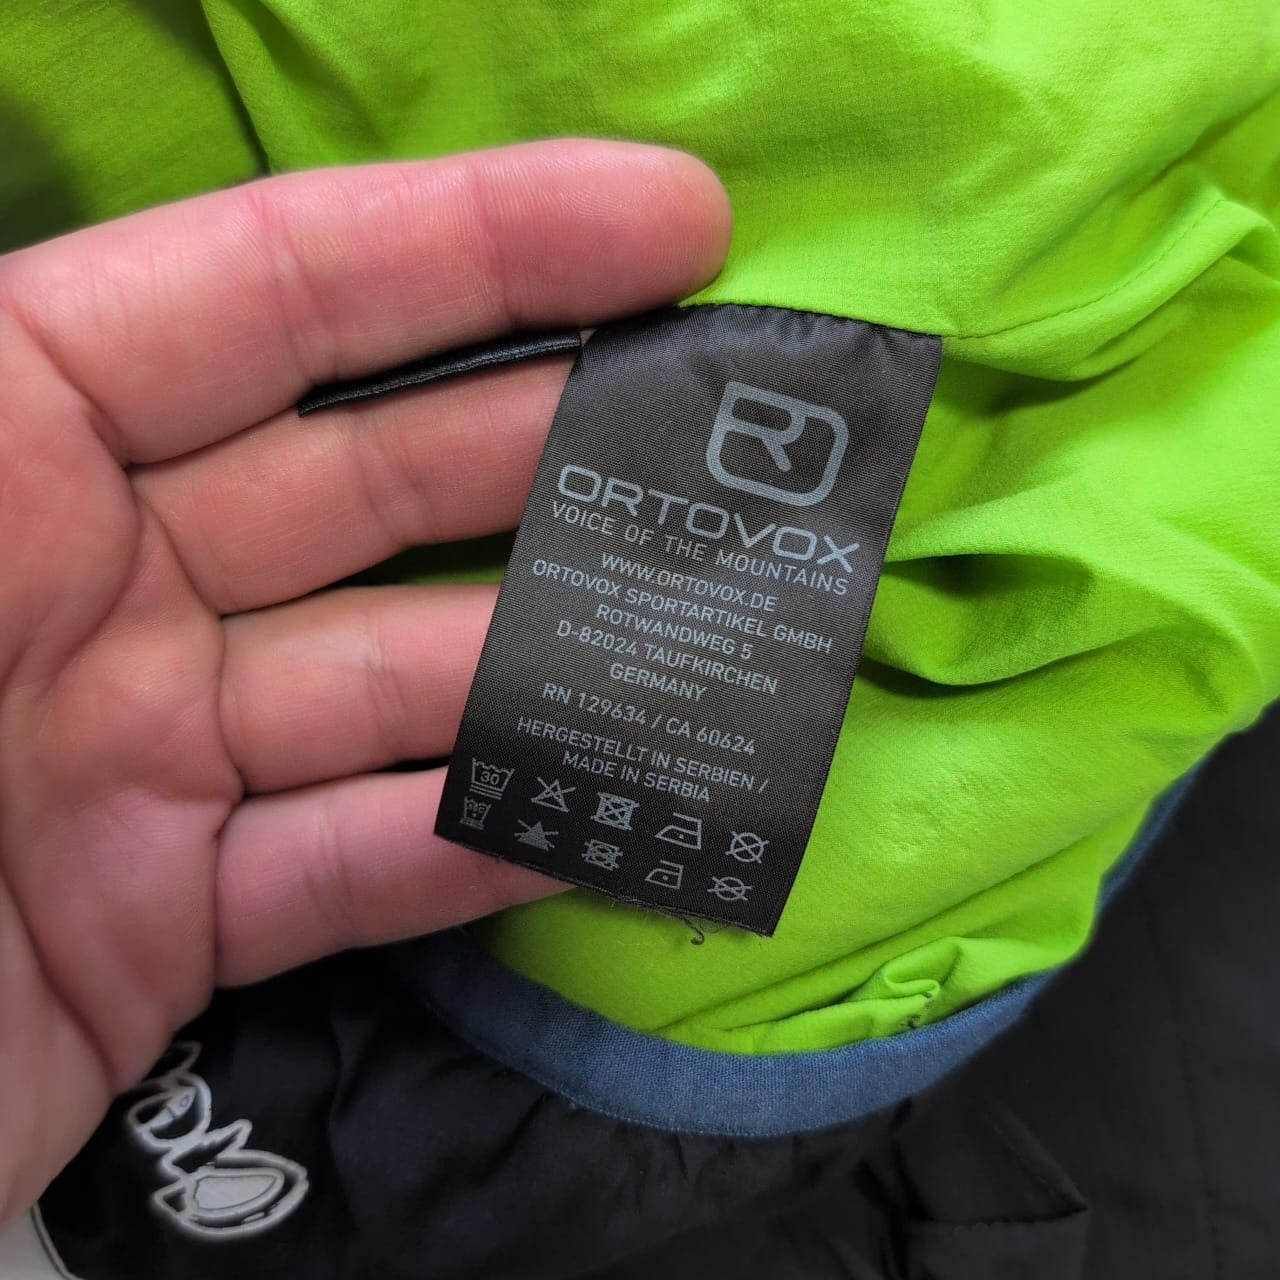 ORTOVOX
VOICE OF THE MOUNTAINS
WWW.ORTOVOX.DE
ORTOVOX SPORTARTIKEL GMBH
ROTWANDWEG 5
D-82024 TAUFKIRCHEN
GERMANY
RN 129634 / CA 60624
HERGESTELLT IN SERBIEN /
MADE IN SERBIA
30